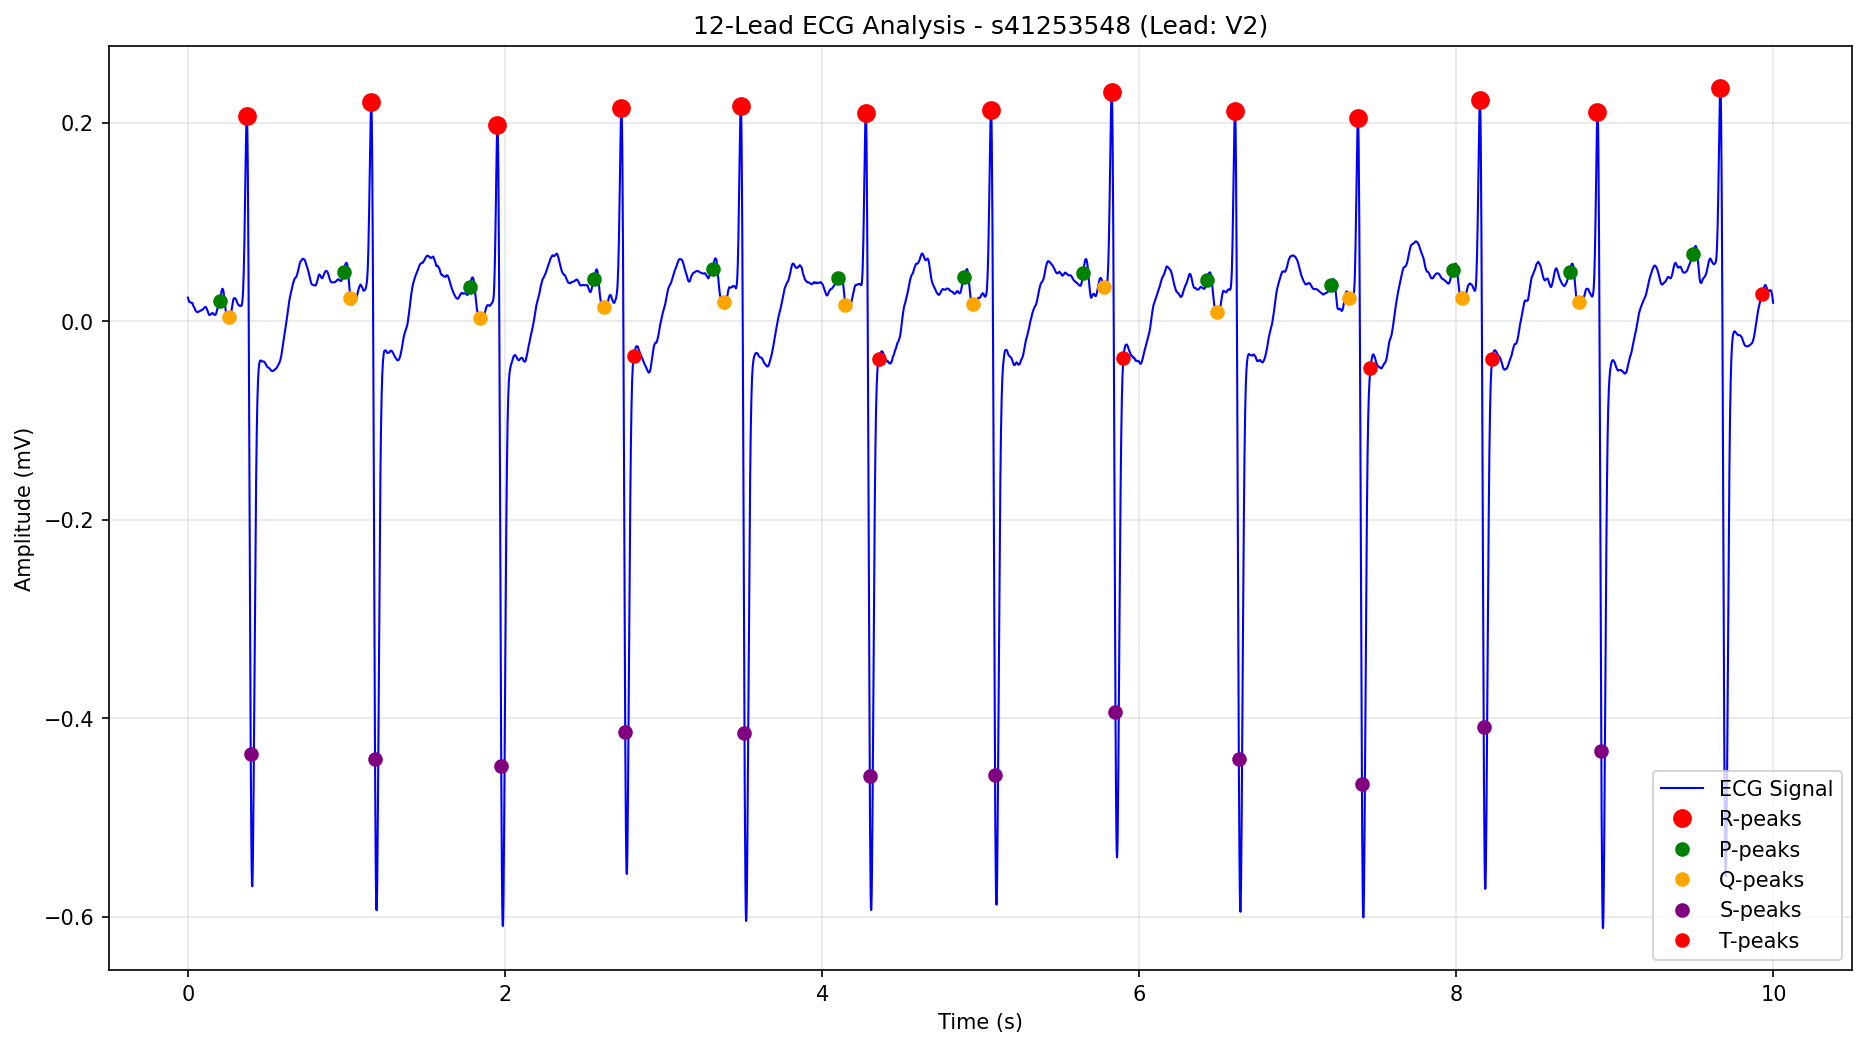 12-Lead ECG Analysis - s41253548 (Lead: V2)
Amplitude (mV)
0.2
0.0
−0.2
−0.4
−0.6
0 2 4 6 8 10
Time (s)
ECG Signal
R-peaks
P-peaks
Q-peaks
S-peaks
T-peaks